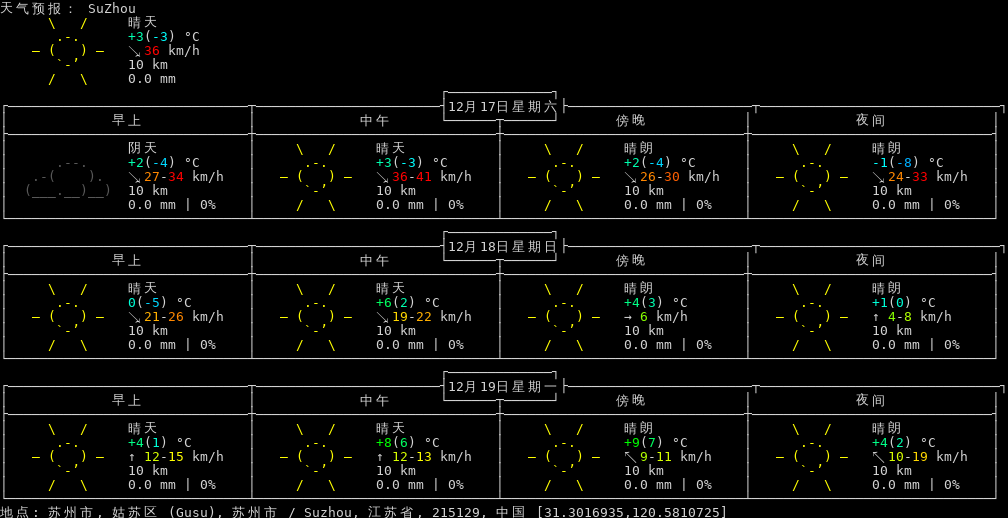 天气预报: SuZhou
晴天
+3(-3) °C
↘ 36 km/h
10 km
0.0 mm
12月17日星期六
早上 中午 傍晚 夜间
阴天 晴天 晴朗 晴朗
+2(-4) °C +3(-3) °C +2(-4) °C -1(-8) °C
↘ 27-34 km/h ↘ 36-41 km/h ↘ 26-30 km/h ↘ 24-33 km/h
10 km 10 km 10 km 10 km
0.0 mm | 0% 0.0 mm | 0% 0.0 mm | 0% 0.0 mm | 0%
12月18日星期日
早上 中午 傍晚 夜间
晴天 晴天 晴朗 晴朗
0(-5) °C +6(2) °C +4(3) °C +1(0) °C
↘ 21-26 km/h ↘ 19-22 km/h → 6 km/h ↑ 4-8 km/h
10 km 10 km 10 km 10 km
0.0 mm | 0% 0.0 mm | 0% 0.0 mm | 0% 0.0 mm | 0%
12月19日星期一
早上 中午 傍晚 夜间
晴天 晴天 晴朗 晴朗
+4(1) °C +8(6) °C +9(7) °C +4(2) °C
↑ 12-15 km/h ↑ 12-13 km/h ↖ 9-11 km/h ↖ 10-19 km/h
10 km 10 km 10 km 10 km
0.0 mm | 0% 0.0 mm | 0% 0.0 mm | 0% 0.0 mm | 0%
地点: 苏州市, 姑苏区 (Gusu), 苏州市 / Suzhou, 江苏省, 215129, 中国 [31.3016935,120.5810725]